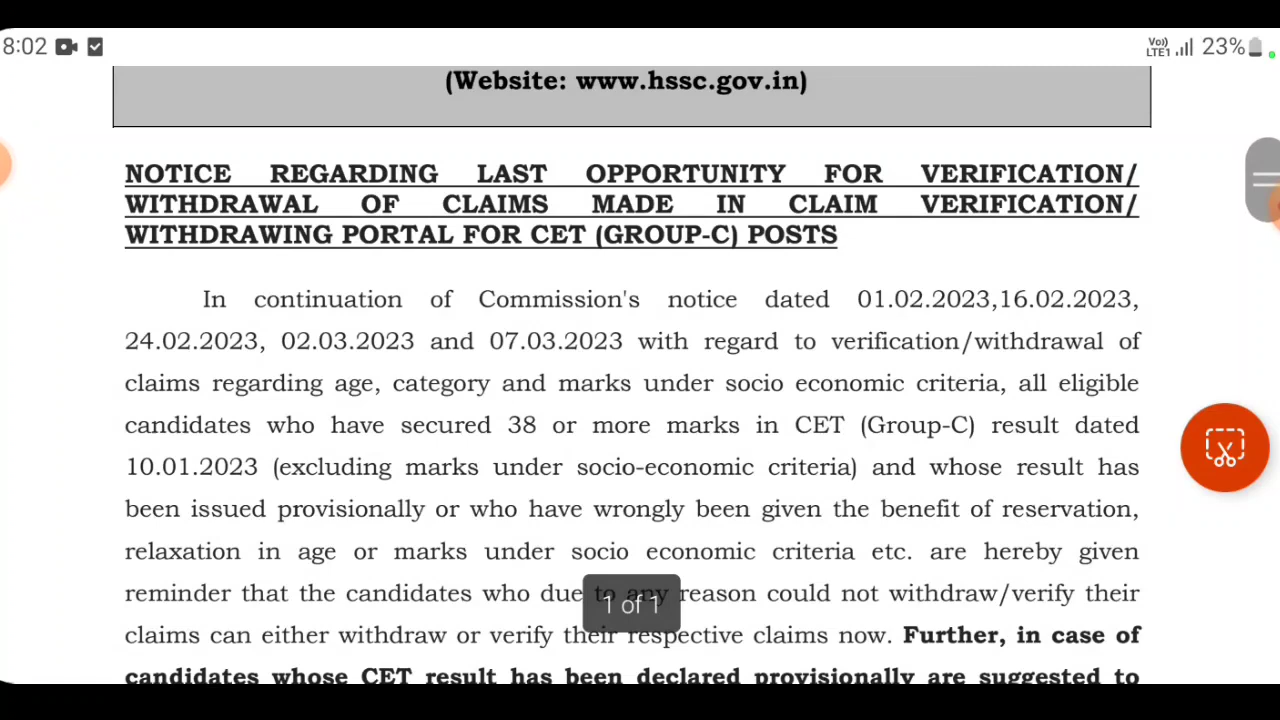 8:02
Vo))
LTE1
23%
(Website: www.hssc.gov.in)
NOTICE REGARDING LAST OPPORTUNITY FOR VERIFICATION/
WITHDRAWAL OF CLAIMS MADE IN CLAIM VERIFICATION/
WITHDRAWING PORTAL FOR CET (GROUP-C) POSTS
In continuation of Commission's notice dated 01.02.2023,16.02.2023,
24.02.2023, 02.03.2023 and 07.03.2023 with regard to verification/withdrawal of
claims regarding age, category and marks under socio economic criteria, all eligible
candidates who have secured 38 or more marks in CET (Group-C) result dated
10.01.2023 (excluding marks under socio-economic criteria) and whose result has
been issued provisionally or who have wrongly been given the benefit of reservation,
relaxation in age or marks under socio economic criteria etc. are hereby given
reminder that the candidates who due to any reason could not withdraw/verify their
1 of 1
claims can either withdraw or verify their respective claims now. Further, in case of
candidates whose CET result has been declared provisionally are suggested to